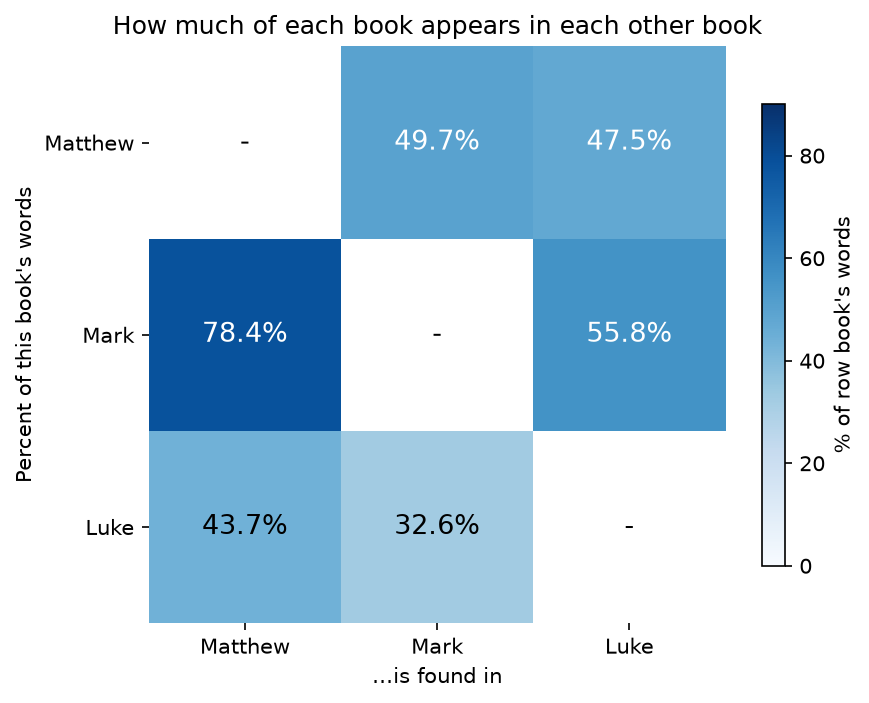 How much of each book appears in each other book
Percent of this book's words
Matthew
-
49.7%
47.5%
Mark
78.4%
-
55.8%
Luke
43.7%
32.6%
-
Matthew
Mark
Luke
...is found in
80
60
40
20
0
% of row book's words